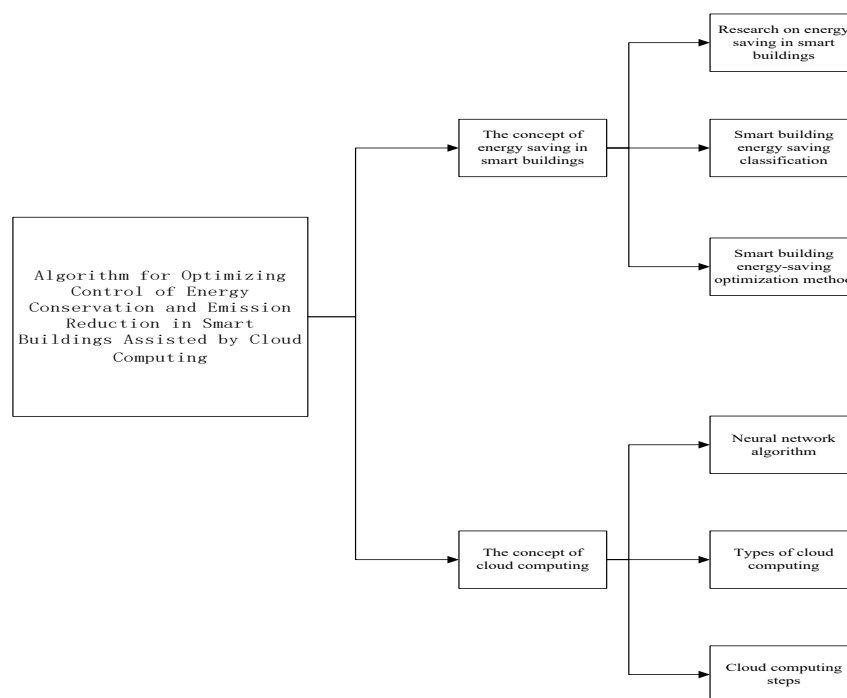 Research on energy
saving in smart
buildings
The concept of
energy saving in
smart buildings
Smart building
energy saving
classification
Smart building
energy-saving
optimization method
Algorithm for Optimizing
Control of Energy
Conservation and Emission
Reduction in Smart
Buildings Assisted by Cloud
Computing
Neural network
algorithm
The concept of
cloud computing
Types of cloud
computing
Cloud computing
steps